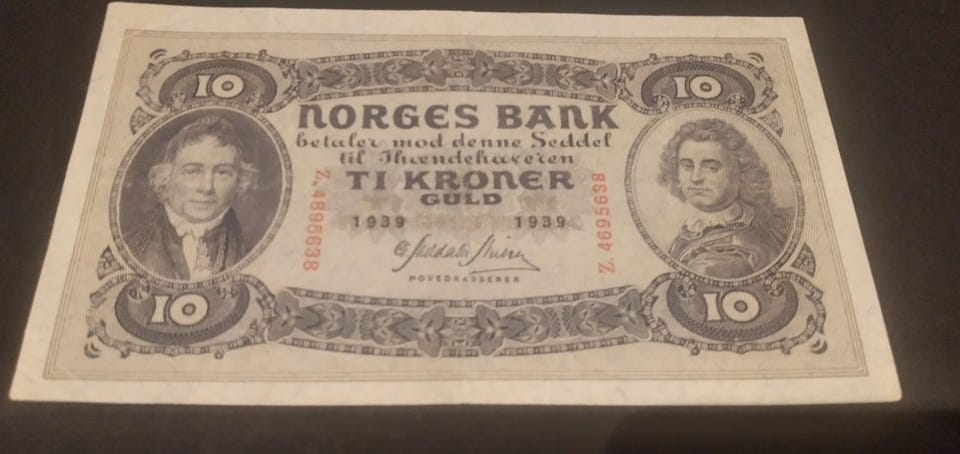 10 10
NORGES BANK
betaler mod denne Seddel
til Ihændehaveren
TI KRONER
GULD
1939 1939
Z. 4695638
Z. 4695638
HOVEDKASSERER
10 10